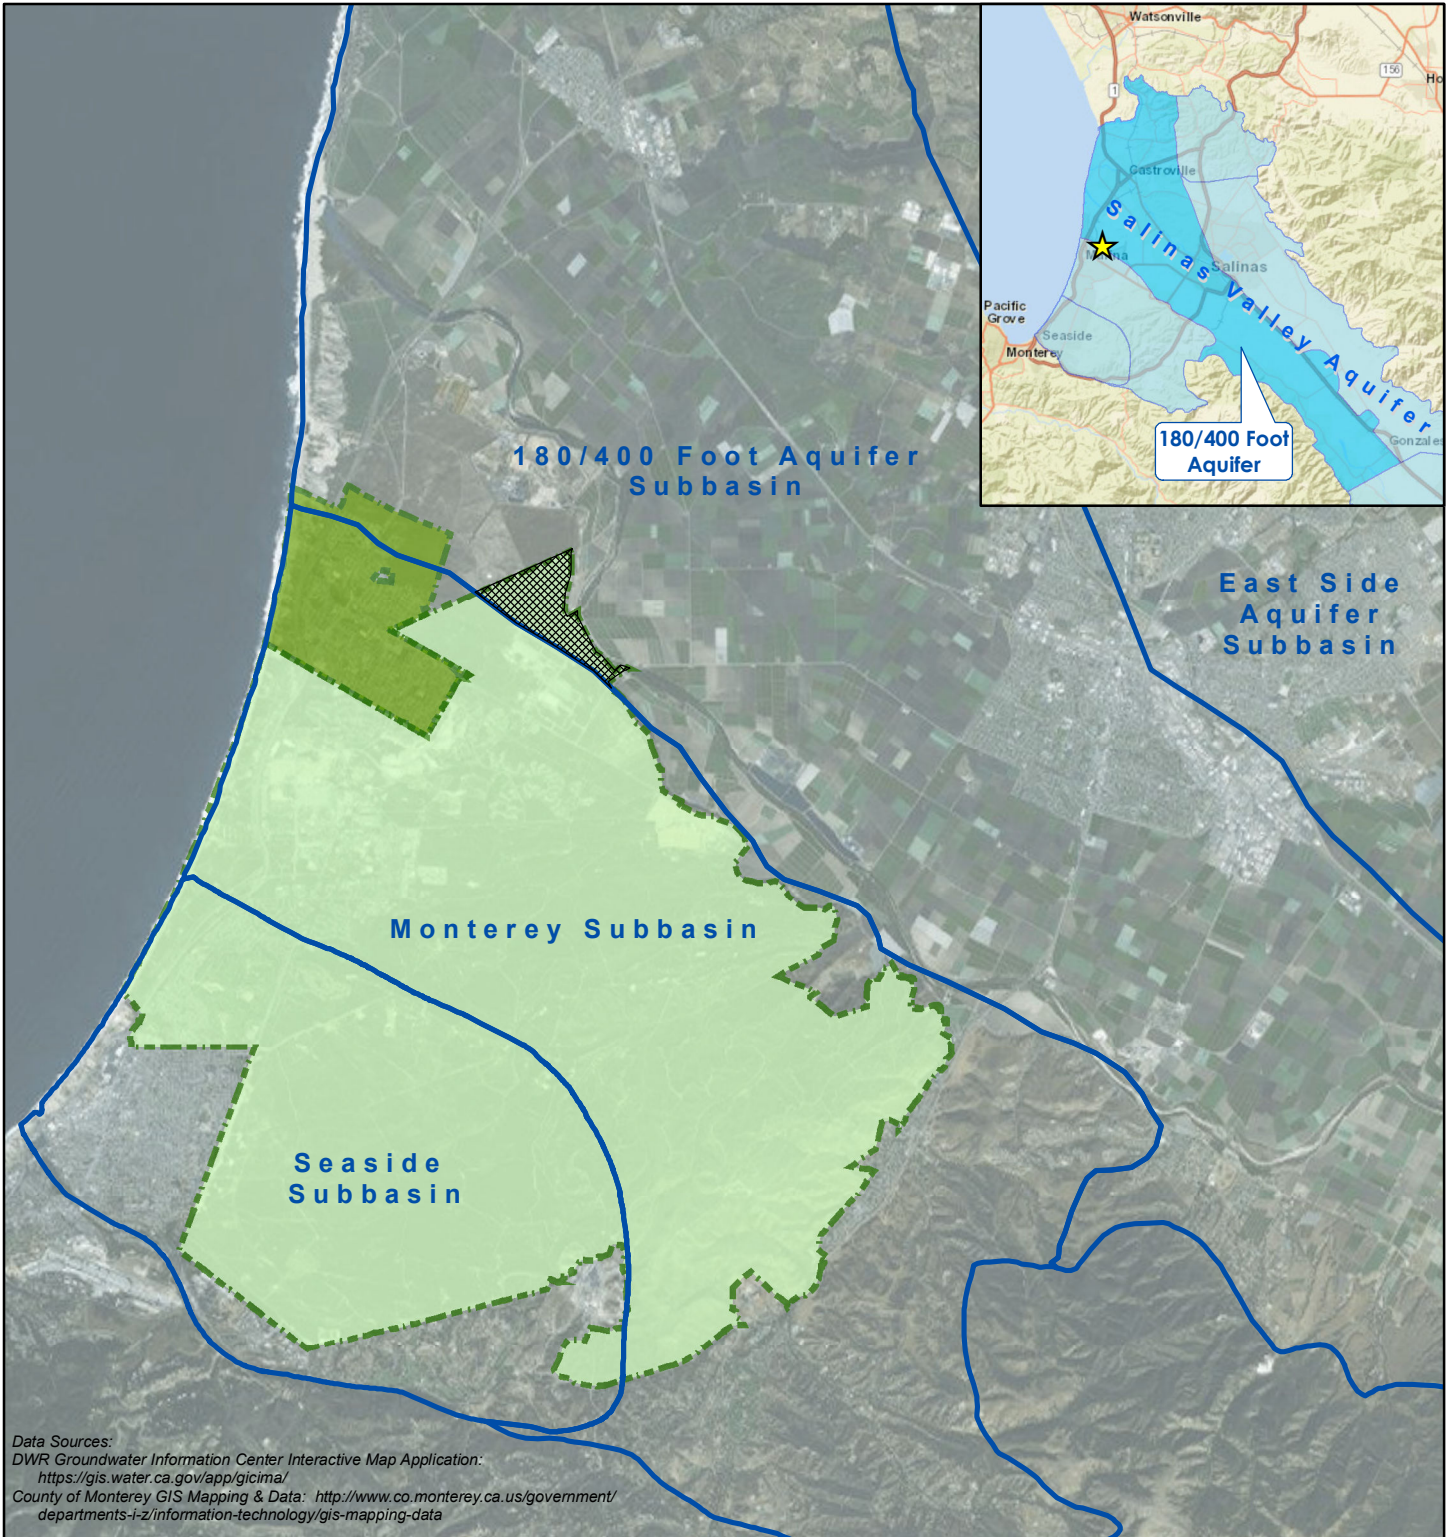 Watsonville
156
Ho
1
Castroville
Salinas Valley Aquifer
Marina
Salinas
Pacific
Grove
Seaside
Monterey
180/400 Foot
Aquifer
Gonzales
180/400 Foot Aquifer
Subbasin
East Side
Aquifer
Subbasin
Monterey Subbasin
Seaside
Subbasin
Data Sources:
DWR Groundwater Information Center Interactive Map Application:
https://gis.water.ca.gov/app/gicima/
County of Monterey GIS Mapping & Data: http://www.co.monterey.ca.us/government/
departments-i-z/information-technology/gis-mapping-data